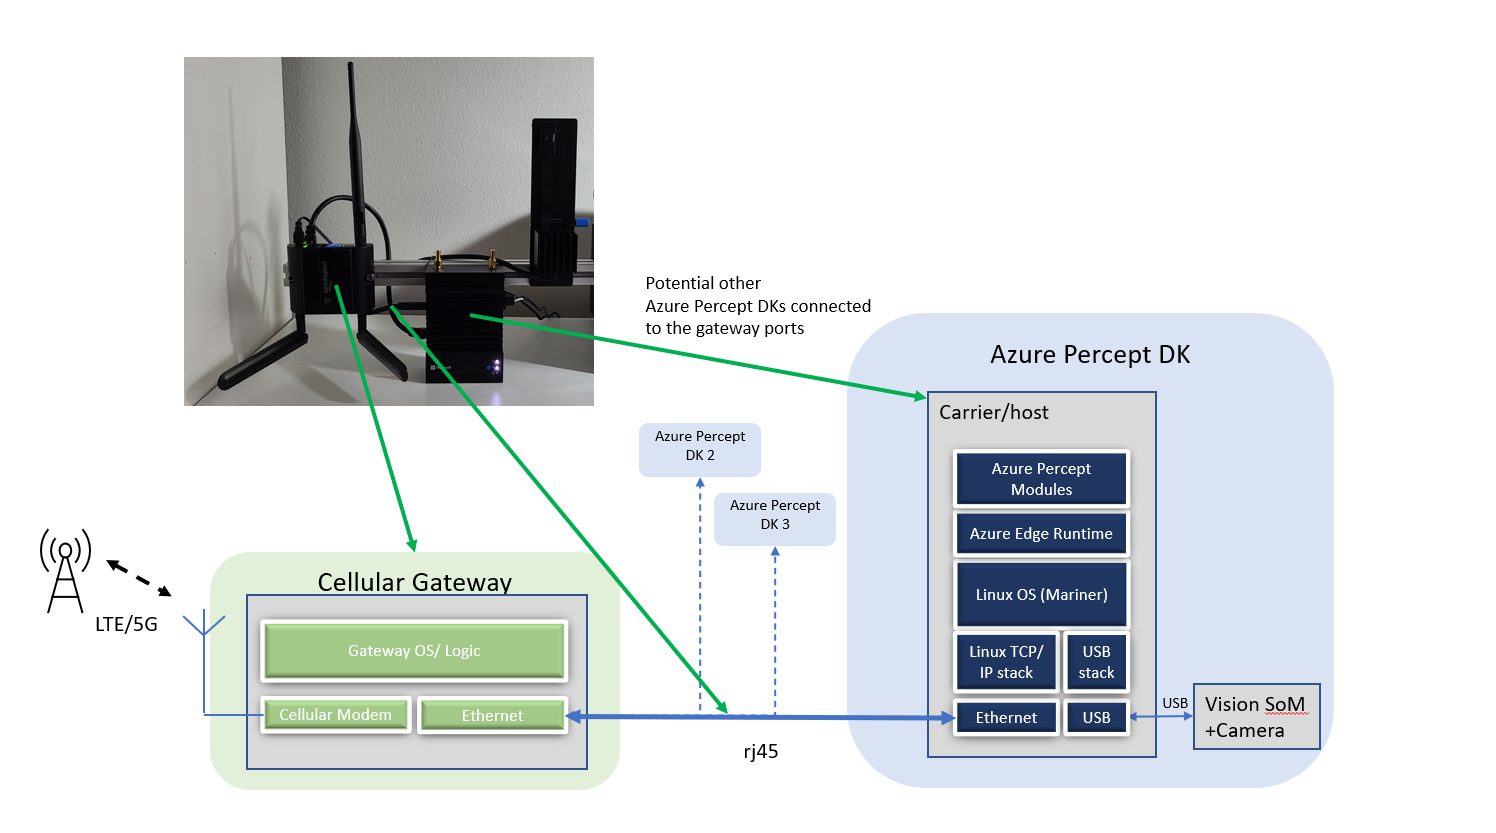 Potential other
Azure Percept DKs connected
to the gateway ports
Azure Percept DK
Carrier/host
Azure Percept
Modules
Azure Edge Runtime
Linux OS (Mariner)
Linux TCP/
IP stack
USB
stack
Ethernet
USB
USB
Vision SoM
+Camera
Azure Percept
DK 2
Azure Percept
DK 3
Cellular Gateway
Gateway OS/ Logic
Cellular Modem
Ethernet
LTE/5G
rj45